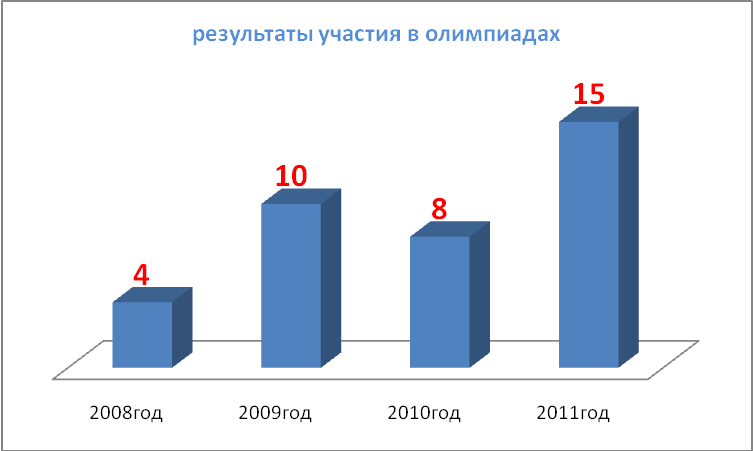 результаты участия в олимпиадах
4
10
8
15
2008год
2009год
2010год
2011год